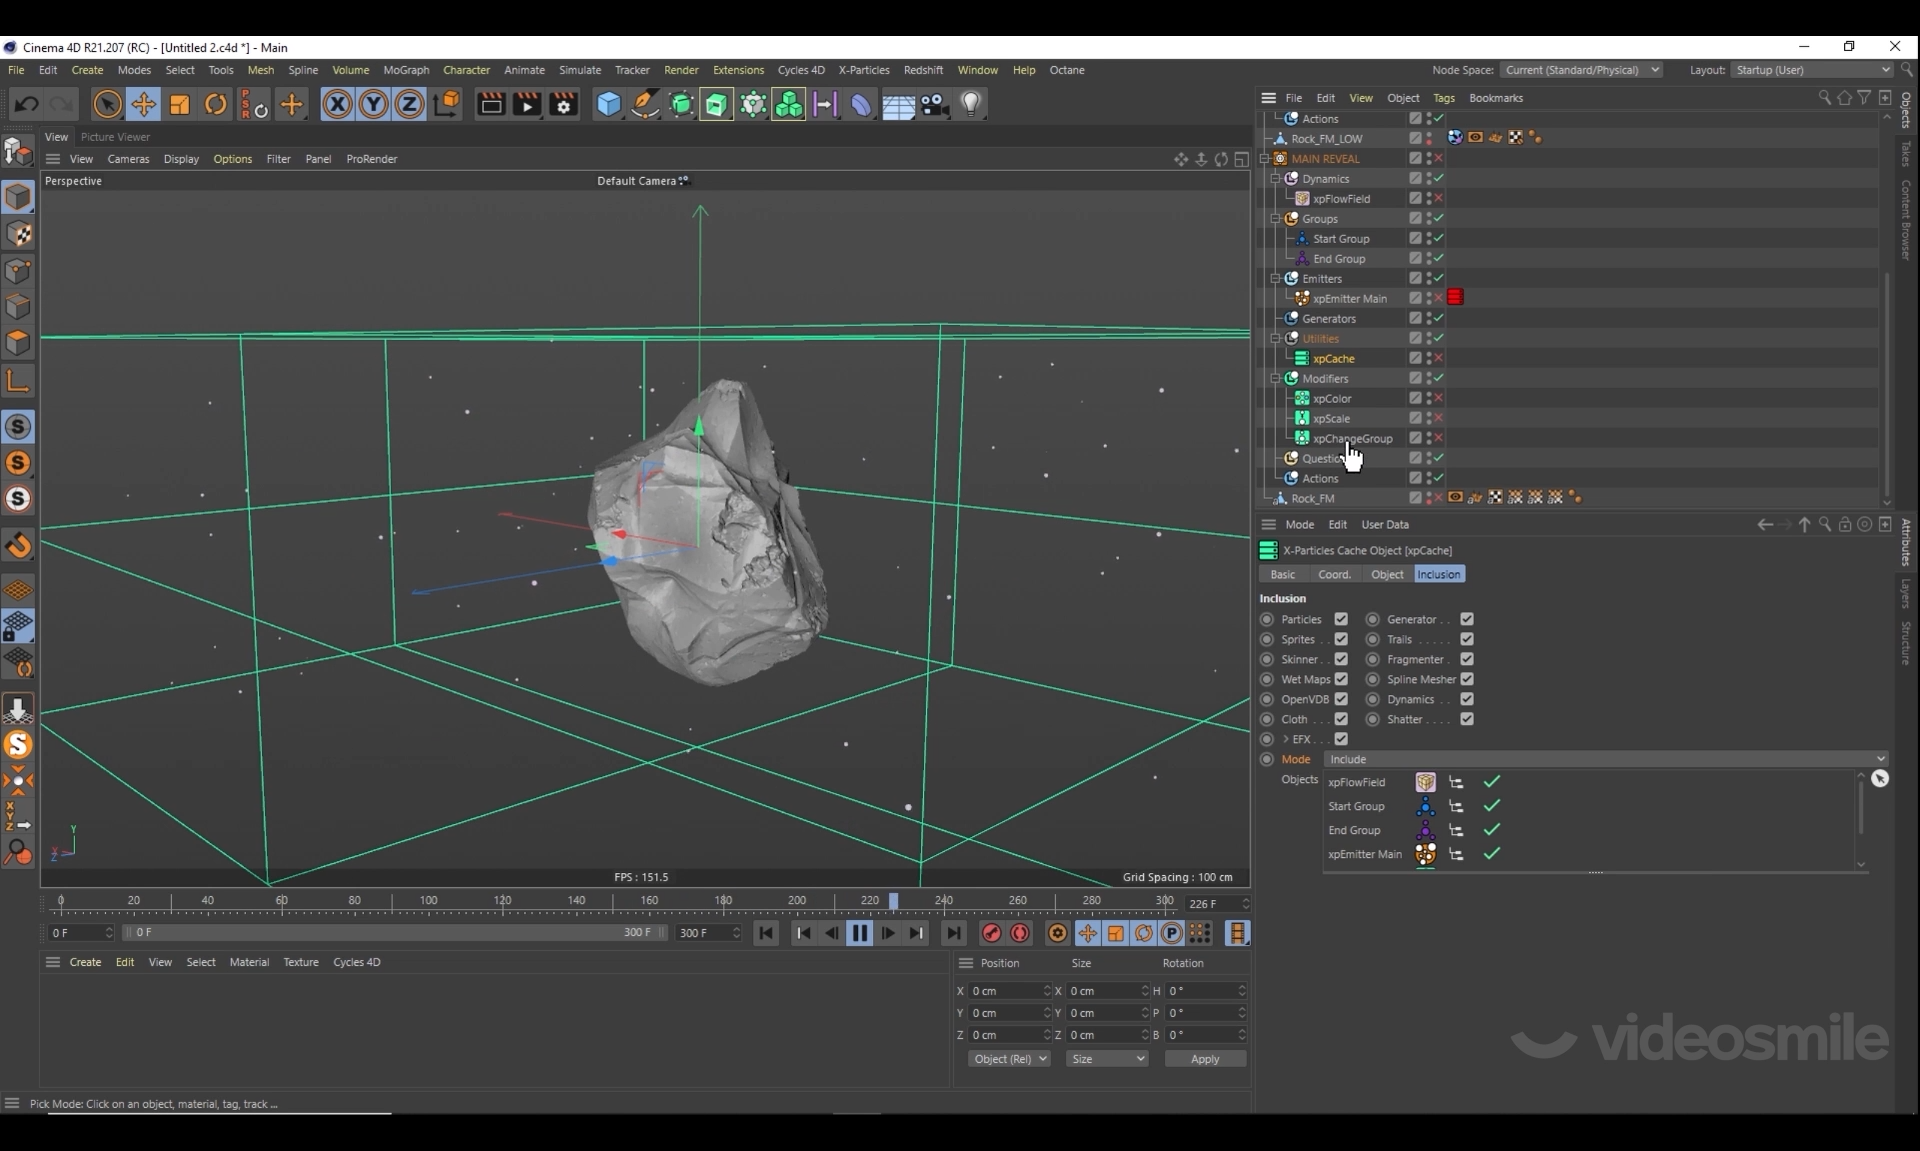 Cinema 4D R21.207 (RC) - [Untitled 2.c4d *] - Main
File Edit Create Modes Select Tools Mesh Spline Volume MoGraph Character Animate Simulate Tracker Render Extensions Cycles 4D X-Particles Redshift Window Help Octane
Node Space: Current (Standard/Physical) Layout: Startup (User)
File Edit View Object Tags Bookmarks
View Picture Viewer
View Cameras Display Options Filter Panel ProRender
Perspective Default Camera
Actions
Rock_FM_LOW
MAIN REVEAL
Dynamics
xpFlowField
Groups
Start Group
End Group
Emitters
xpEmitter Main
Generators
Utilities
xpCache
Modifiers
xpColor
xpScale
xpChangeGroup
Questio
Actions
Rock_FM
Objects
Takes
Content Browser
Attributes
Layers
Structure
Mode Edit User Data
X-Particles Cache Object [xpCache]
Basic Coord. Object Inclusion
Inclusion
Particles Generator . .
Sprites . . Trails . . . . .
Skinner . . Fragmenter .
Wet Maps Spline Mesher
OpenVDB Dynamics . .
Cloth . . . Shatter . . . .
> EFX . . .
Mode Include
Objects xpFlowField
Start Group
End Group
xpEmitter Main
Y
X
Z
FPS : 151.5 Grid Spacing : 100 cm
0 20 40 60 80 100 120 140 160 180 200 220 240 260 280 300 226 F
0 F 0 F 300 F 300 F
Create Edit View Select Material Texture Cycles 4D
Position Size Rotation
X 0 cm X 0 cm H 0 °
Y 0 cm Y 0 cm P 0 °
Z 0 cm Z 0 cm B 0 °
Object (Rel) Size Apply
videosmile
Pick Mode: Click on an object, material, tag, track ...